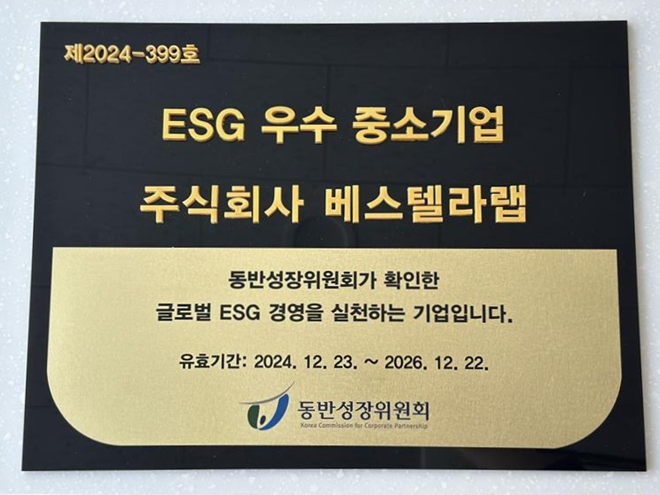 제2024-399호
ESG 우수 중소기업
주식회사 베스텔라랩
동반성장위원회가 확인한
글로벌 ESG 경영을 실천하는 기업입니다.
유효기간: 2024. 12. 23. ~ 2026. 12. 22.
동반성장위원회
Korea Commission for Corporate Partnership